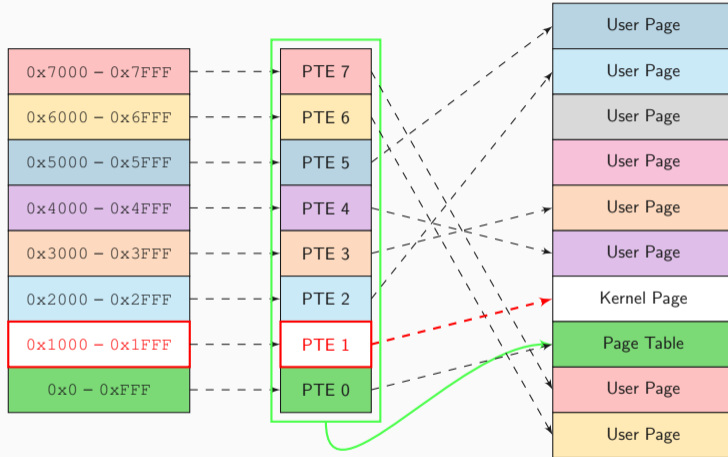 0x7000 – 0x7FFF
0x6000 – 0x6FFF
0x5000 – 0x5FFF
0x4000 – 0x4FFF
0x3000 – 0x3FFF
0x2000 – 0x2FFF
0x1000 – 0x1FFF
0x0 – 0xFFF
PTE 7
PTE 6
PTE 5
PTE 4
PTE 3
PTE 2
PTE 1
PTE 0
User Page
User Page
User Page
User Page
User Page
User Page
Kernel Page
Page Table
User Page
User Page